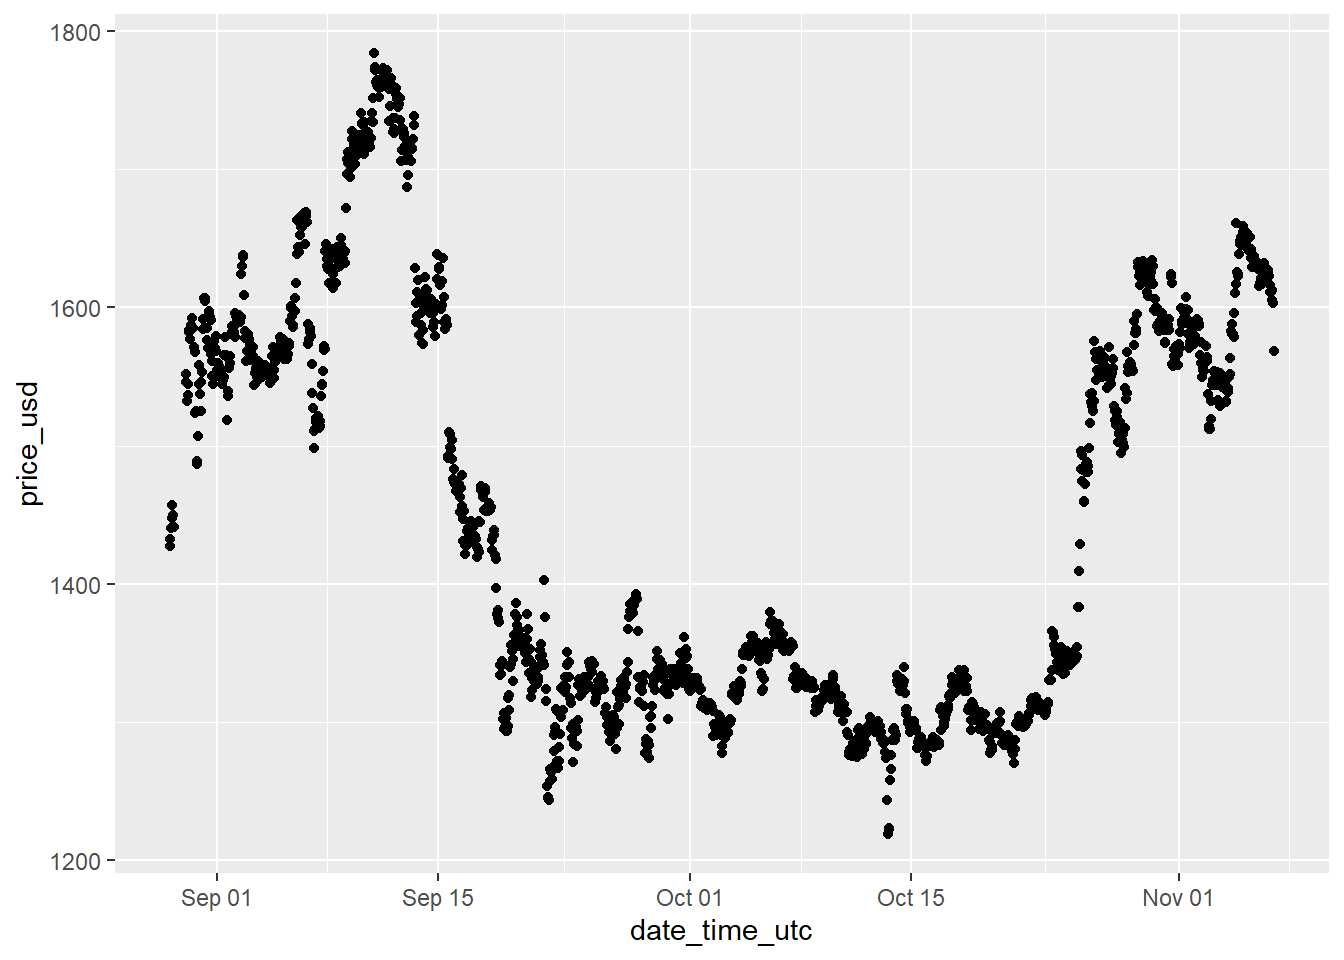 1800
1600
1400
1200
price_usd
Sep 01
Sep 15
Oct 01
Oct 15
Nov 01
date_time_utc